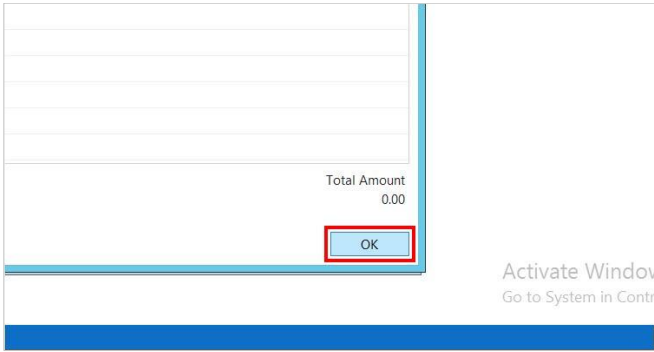 Total Amount
0.00
OK
Activate Window
Go to System in Contr